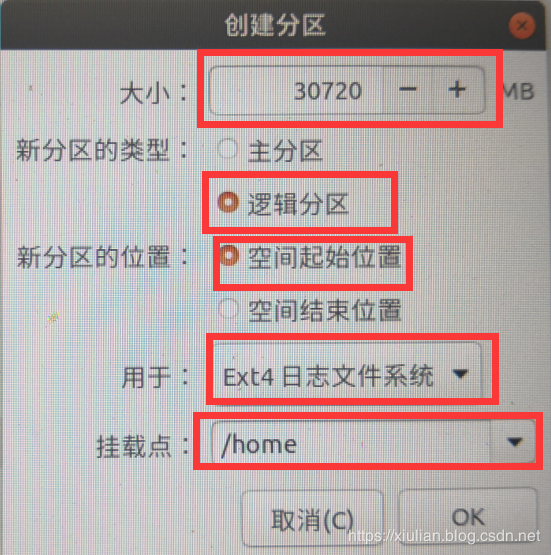 创建分区
大小： 30720 − + MB
新分区的类型： 主分区
逻辑分区
新分区的位置： 空间起始位置
空间结束位置
用于： Ext4 日志文件系统
挂载点： /home
取消(C) OK
https://xiulian.blog.csdn.net